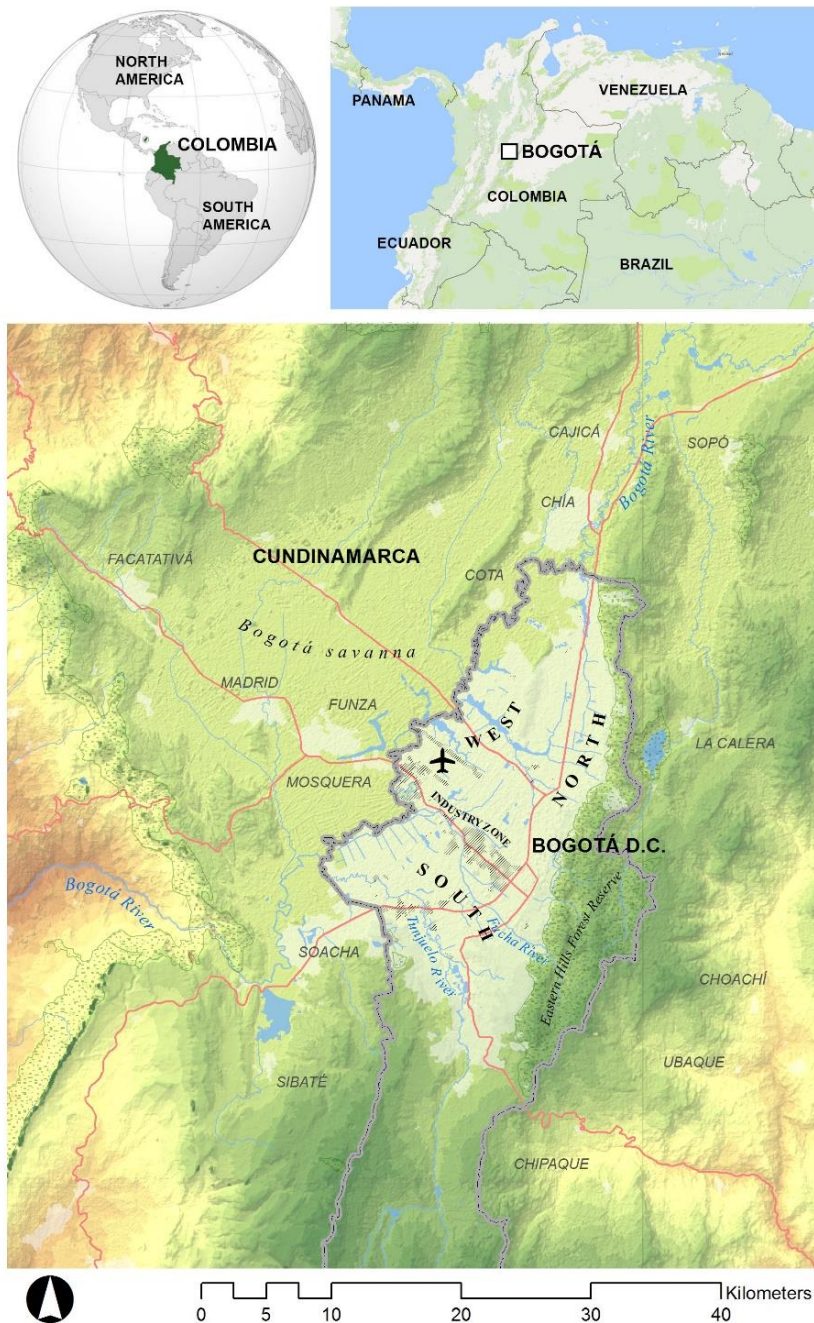 NORTH
AMERICA
COLOMBIA
SOUTH
AMERICA
PANAMA
VENEZUELA
BOGOTÁ
COLOMBIA
ECUADOR
BRAZIL
CAJICÁ
SOPÓ
Bogotá River
CHÍA
FACATATIVÁ
CUNDINAMARCA
COTA
Bogotá savanna
MADRID
FUNZA
WEST
NORTH
LA CALERA
MOSQUERA
INDUSTRY ZONE
BOGOTÁ D.C.
SOUTH
Bogotá River
Fucha River
Tunjuelo River
SOACHA
Eastern Hills Forest Reserve
CHOACHÍ
UBAQUE
SIBATÉ
CHIPAQUE
Kilometers
0 5 10 20 30 40